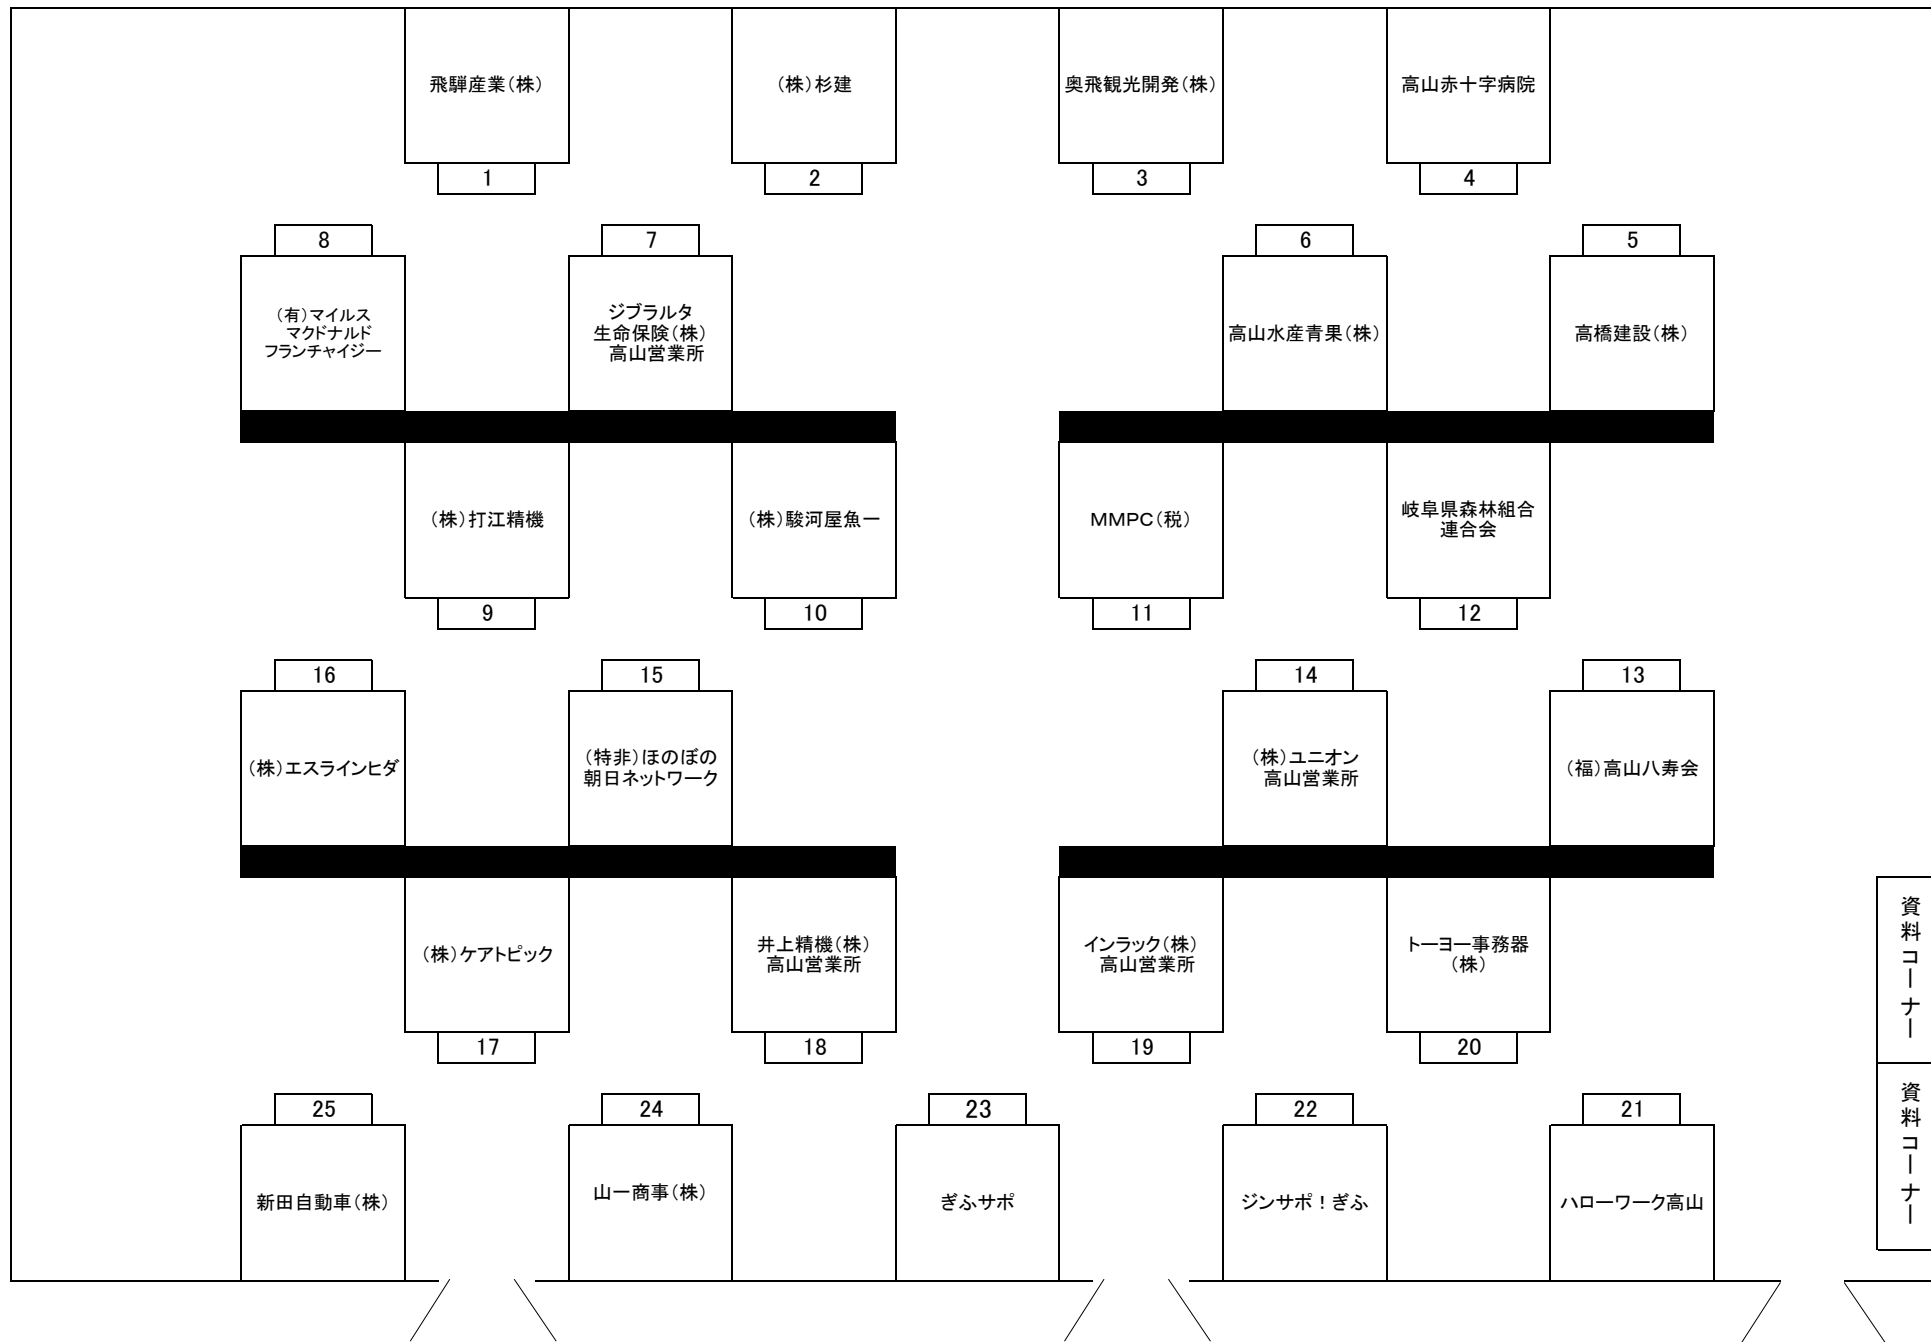 飛騨産業(株)
(株)杉建
奥飛観光開発(株)
高山赤十字病院
1
2
3
4
8
7
6
5
(有)マイルス
マクドナルド
フランチャイジー
ジブラルタ
生命保険(株)
高山営業所
高山水産青果(株)
高橋建設(株)
(株)打江精機
(株)駿河屋魚一
MMPC(税)
岐阜県森林組合
連合会
9
10
11
12
16
15
14
13
(株)エスラインヒダ
(特非)ほのぼの
朝日ネットワーク
(株)ユニオン
高山営業所
(福)高山八寿会
(株)ケアトピック
井上精機(株)
高山営業所
インラック(株)
高山営業所
トーヨー事務器
(株)
資料コーナー
17
18
19
20
25
24
23
22
21
新田自動車(株)
山一商事(株)
ぎふサポ
ジンサポ!ぎふ
ハローワーク高山
資料コーナー